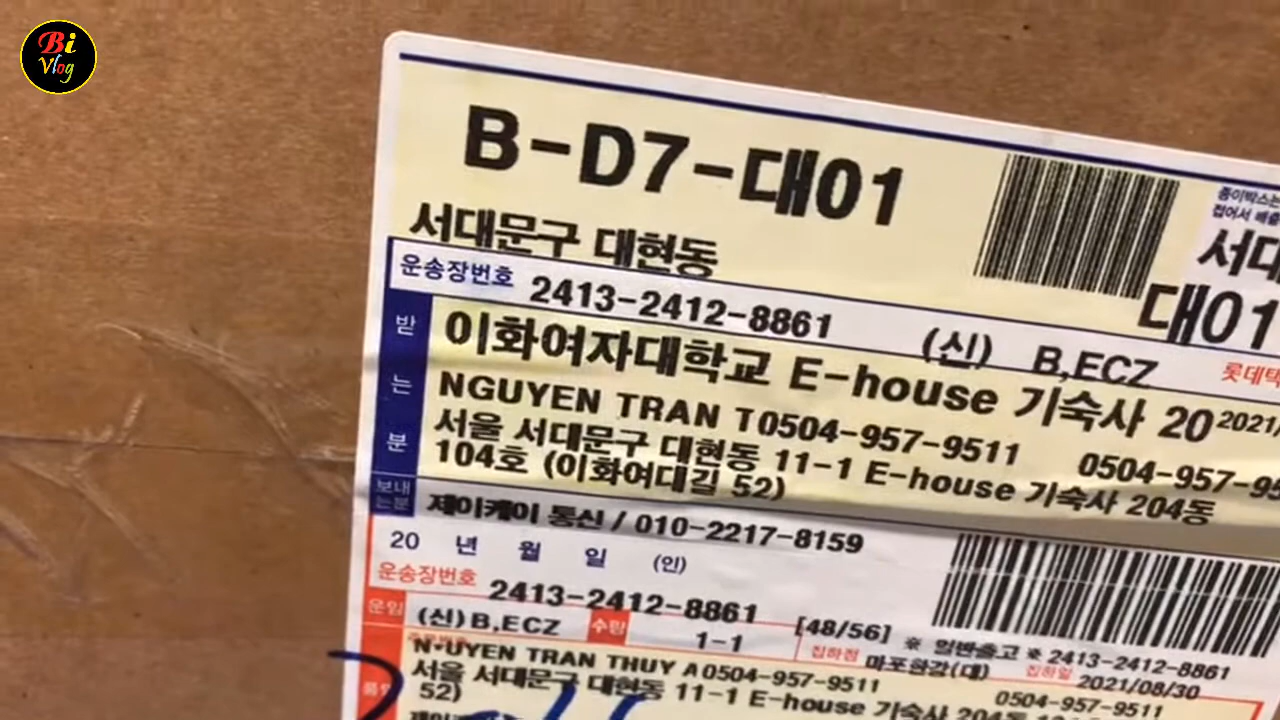 Bi
Vlog
B-D7-대01
종이박스는
접어서 배출
서대문구 대현동
서대
운송장번호 2413-2412-8861 (신) B,ECZ
대01
롯데택
받는분
이화여자대학교 E-house 기숙사 20
2021/
NGUYEN TRAN T0504-957-9511 0504-957-95
서울 서대문구 대현동 11-1 E-house 기숙사 204동
104호 (이화여대길 52)
보내는분
제이케이 통신 / 010-2217-8159
20 년 월 일 (인)
운송장번호 2413-2412-8861
운임 (신)B,ECZ 수량 1-1 [48/56] ※ 일반출고 ※ 2413-2412-8861
집하점 마포한강(대) 집하일 2021/08/30
N UYEN TRAN THUY A0504-957-9511 0504-957-9511
서울 서대문구 대현동 11-1 E-house 기숙사 204동
52)